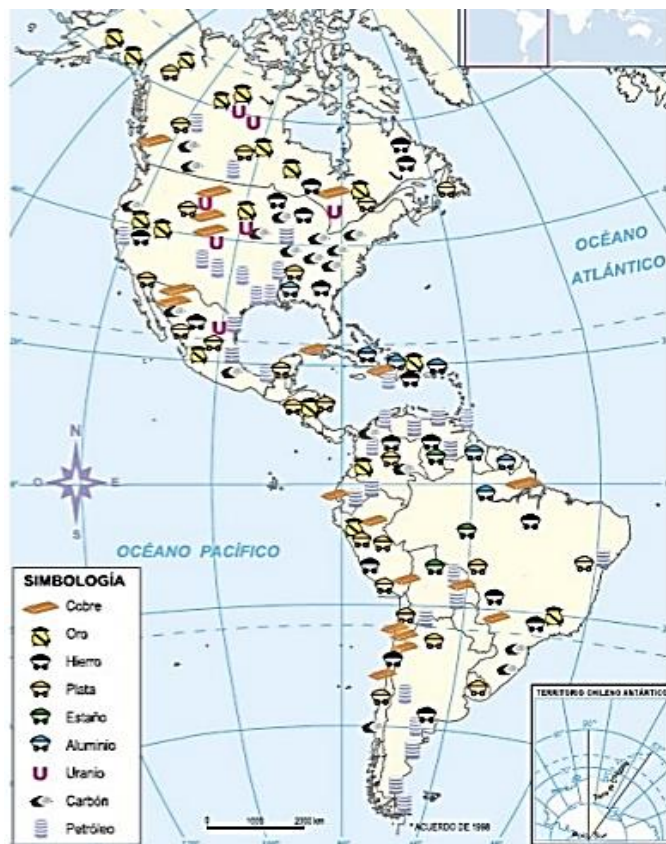 OCÉANO
ATLÁNTICO
N
O
E
S
OCÉANO PACÍFICO
SIMBOLOGÍA
Cobre
Oro
Hierro
Plata
Estaño
Aluminio
U Uranio
Carbón
Petróleo
0 1000 2000 km
* ACUERDO DE 1998
TERRITORIO CHILENO ANTÁRTICO
90°